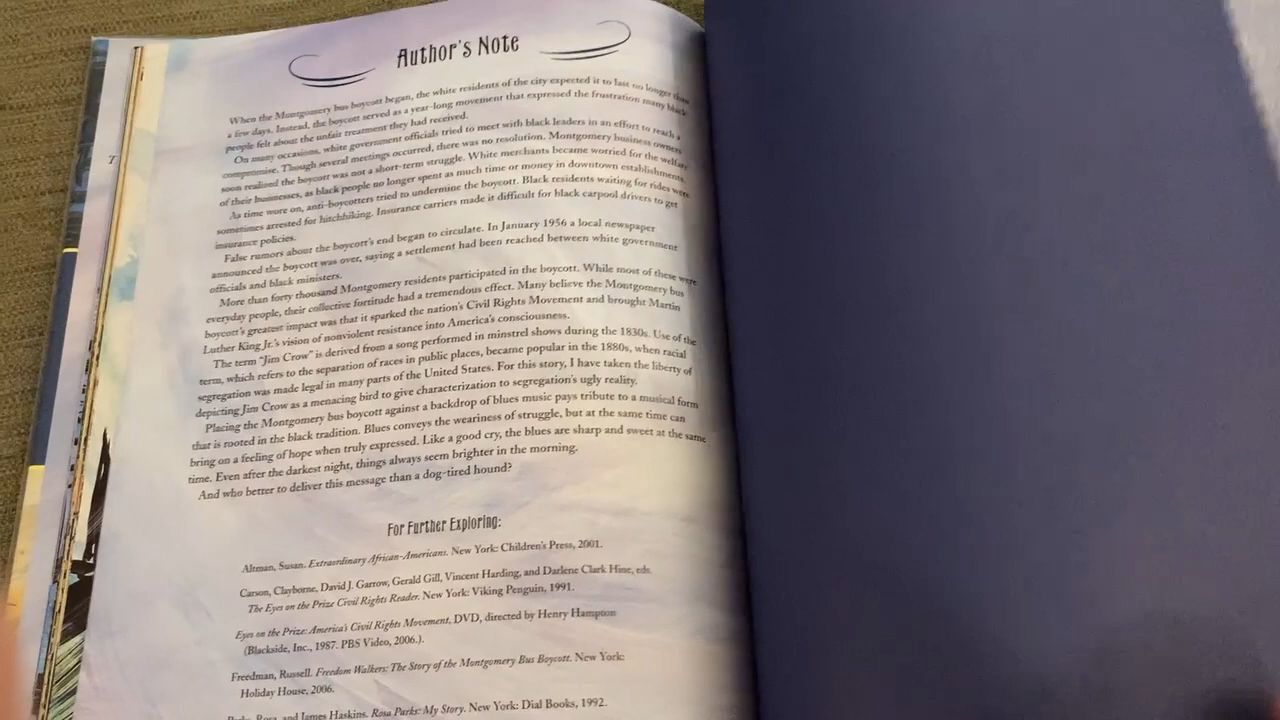 Author's Note
When the Montgomery bus boycott began, the white residents of the city expected it to last no longer than
a few days. Instead, the boycott served as a year-long movement that expressed the frustration many black
people felt about the unfair treatment they had received.
On many occasions, white government officials tried to meet with black leaders in an effort to reach a
compromise. Though several meetings occurred, there was no resolution. Montgomery business owners
soon realized the boycott was not a short-term struggle. White merchants became worried for the welfare
of their businesses, as black people no longer spent as much time or money in downtown establishments.
As time wore on, anti-boycotters tried to undermine the boycott. Black residents waiting for rides were
sometimes arrested for hitchhiking. Insurance carriers made it difficult for black carpool drivers to get
insurance policies.
False rumors about the boycott's end began to circulate. In January 1956 a local newspaper
announced the boycott was over, saying a settlement had been reached between white government
officials and black ministers.
More than forty thousand Montgomery residents participated in the boycott. While most of these were
everyday people, their collective fortitude had a tremendous effect. Many believe the Montgomery bus
boycott's greatest impact was that it sparked the nation's Civil Rights Movement and brought Martin
Luther King Jr.'s vision of nonviolent resistance into America's consciousness.
The term "Jim Crow" is derived from a song performed in minstrel shows during the 1830s. Use of the
term, which refers to the separation of races in public places, became popular in the 1880s, when racial
segregation was made legal in many parts of the United States. For this story, I have taken the liberty of
depicting Jim Crow as a menacing bird to give characterization to segregation's ugly reality.
Placing the Montgomery bus boycott against a backdrop of blues music pays tribute to a musical form
that is rooted in the black tradition. Blues conveys the weariness of struggle, but at the same time can
bring on a feeling of hope when truly expressed. Like a good cry, the blues are sharp and sweet at the same
time. Even after the darkest night, things always seem brighter in the morning.
And who better to deliver this message than a dog-tired hound?
For Further Exploring:
Altman, Susan. Extraordinary African-Americans. New York: Children's Press, 2001.
Carson, Clayborne, David J. Garrow, Gerald Gill, Vincent Harding, and Darlene Clark Hine, eds.
The Eyes on the Prize Civil Rights Reader. New York: Viking Penguin, 1991.
Eyes on the Prize: America's Civil Rights Movement, DVD, directed by Henry Hampton
(Blackside, Inc., 1987. PBS Video, 2006.).
Freedman, Russell. Freedom Walkers: The Story of the Montgomery Bus Boycott. New York:
Holiday House, 2006.
Parks, Rosa, and James Haskins. Rosa Parks: My Story. New York: Dial Books, 1992.
T